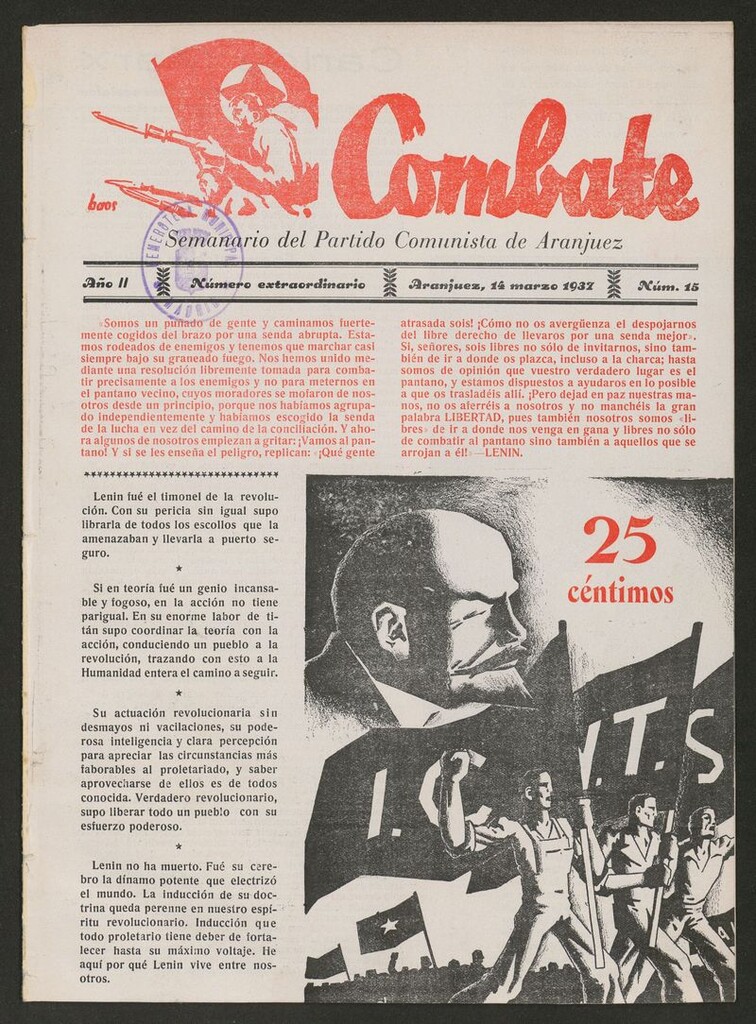 Combate
baos
HEMEROTECA MUNICIPAL
MADRID
Semanario del Partido Comunista de Aranjuez
Año II
Número extraordinario
Aranjuez, 14 marzo 1937
Núm. 15
«Somos un puñado de gente y caminamos fuerte-
mente cogidos del brazo por una senda abrupta. Esta-
mos rodeados de enemigos y tenemos que marchar casi
siempre bajo su graneado fuego. Nos hemos unido me-
diante una resolución libremente tomada para comba-
tir precisamente a los enemigos y no para meternos en
el pantano vecino, cuyos moradores se mofaron de nos-
otros desde un principio, porque nos habíamos agrupa-
do independientemente y habíamos escogido la senda
de la lucha en vez del camino de la conciliación. Y aho-
ra algunos de nosotros empiezan a gritar: ¡Vamos al pan-
tano! Y si se les enseña el peligro, replican: ¡Qué gente
atrasada sois! ¡Cómo no os avergüenza el despojarnos
del libre derecho de llevaros por una senda mejor».
Si, señores, sois libres no sólo de invitarnos, sino tam-
bién de ir a donde os plazca, incluso a la charca; hasta
somos de opinión que vuestro verdadero lugar es el
pantano, y estamos dispuestos a ayudaros en lo posible
a que os trasladéis allí. ¡Pero dejad en paz nuestras ma-
nos, no os aferréis a nosotros y no manchéis la gran
palabra LIBERTAD, pues también nosotros somos «li-
bres» de ir a donde nos venga en gana y libres no sólo
de combatir al pantano sino también a aquellos que se
arrojan a él!»—LENIN.
Lenin fué el timonel de la revolu-
ción. Con su pericia sin igual supo
librarla de todos los escollos que la
amenazaban y llevarla a puerto se-
guro.
Si en teoría fué un genio incansa-
ble y fogoso, en la acción no tiene
parigual. En su enorme labor de ti-
tán supo coordinar la teoría con la
acción, conduciendo un pueblo a la
revolución, trazando con esto a la
Humanidad entera el camino a seguir.
Su actuación revolucionaria sin
desmayos ni vacilaciones, su pode-
rosa inteligencia y clara percepción
para apreciar las circunstancias más
faborables al proletariado, y saber
aprovecharse de ellos es de todos
conocida. Verdadero revolucionario,
supo liberar todo un pueblo con su
esfuerzo poderoso.
Lenin no ha muerto. Fué su cere-
bro la dínamo potente que electrizó
el mundo. La inducción de su doc-
trina queda perenne en nuestro espí-
ritu revolucionario. Inducción que
todo proletario tiene deber de forta-
lecer hasta su máximo voltaje. He
aquí por qué Lenin vive entre nos-
otros.
25
céntimos
I.C.
I.T.S